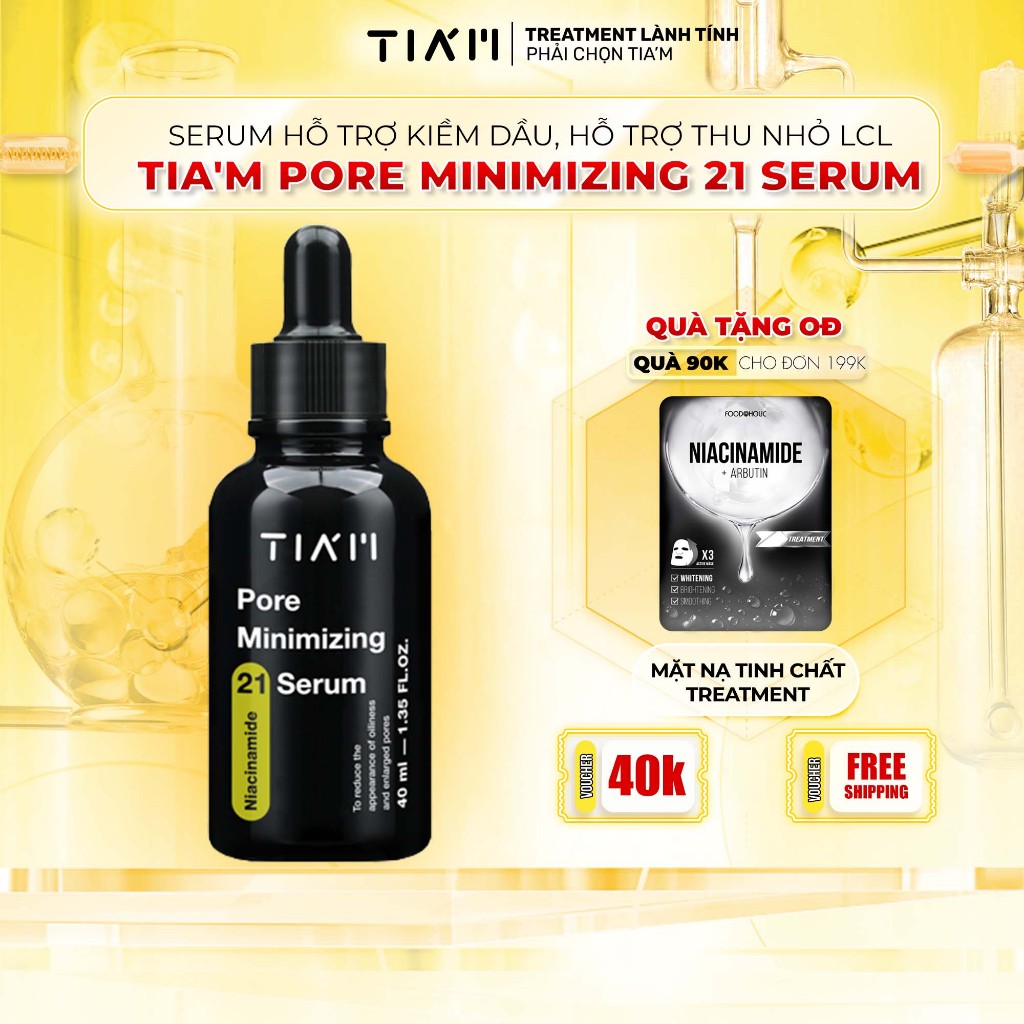 TIA'M
TREATMENT LÀNH TÍNH
PHẢI CHỌN TIA'M
SERUM HỖ TRỢ KIỀM DẦU, HỖ TRỢ THU NHỎ LCL
TIA'M PORE MINIMIZING 21 SERUM
TIA'M
Pore
Minimizing
21 Serum
Niacinamide
To reduce the
appearance of oiliness
and enlarged pores
40 ml — 1.35 FL.OZ.
QUÀ TẶNG 0Đ
QUÀ 90K CHO ĐƠN 199K
FOODAHOLIC
NIACINAMIDE
+ ARBUTIN
TREATMENT
X3
ACTIVE MASK
WHITENING
BRIGHTENING
SMOOTHING
MẶT NẠ TINH CHẤT
TREATMENT
VOUCHER
40k
VOUCHER
FREE
SHIPPING